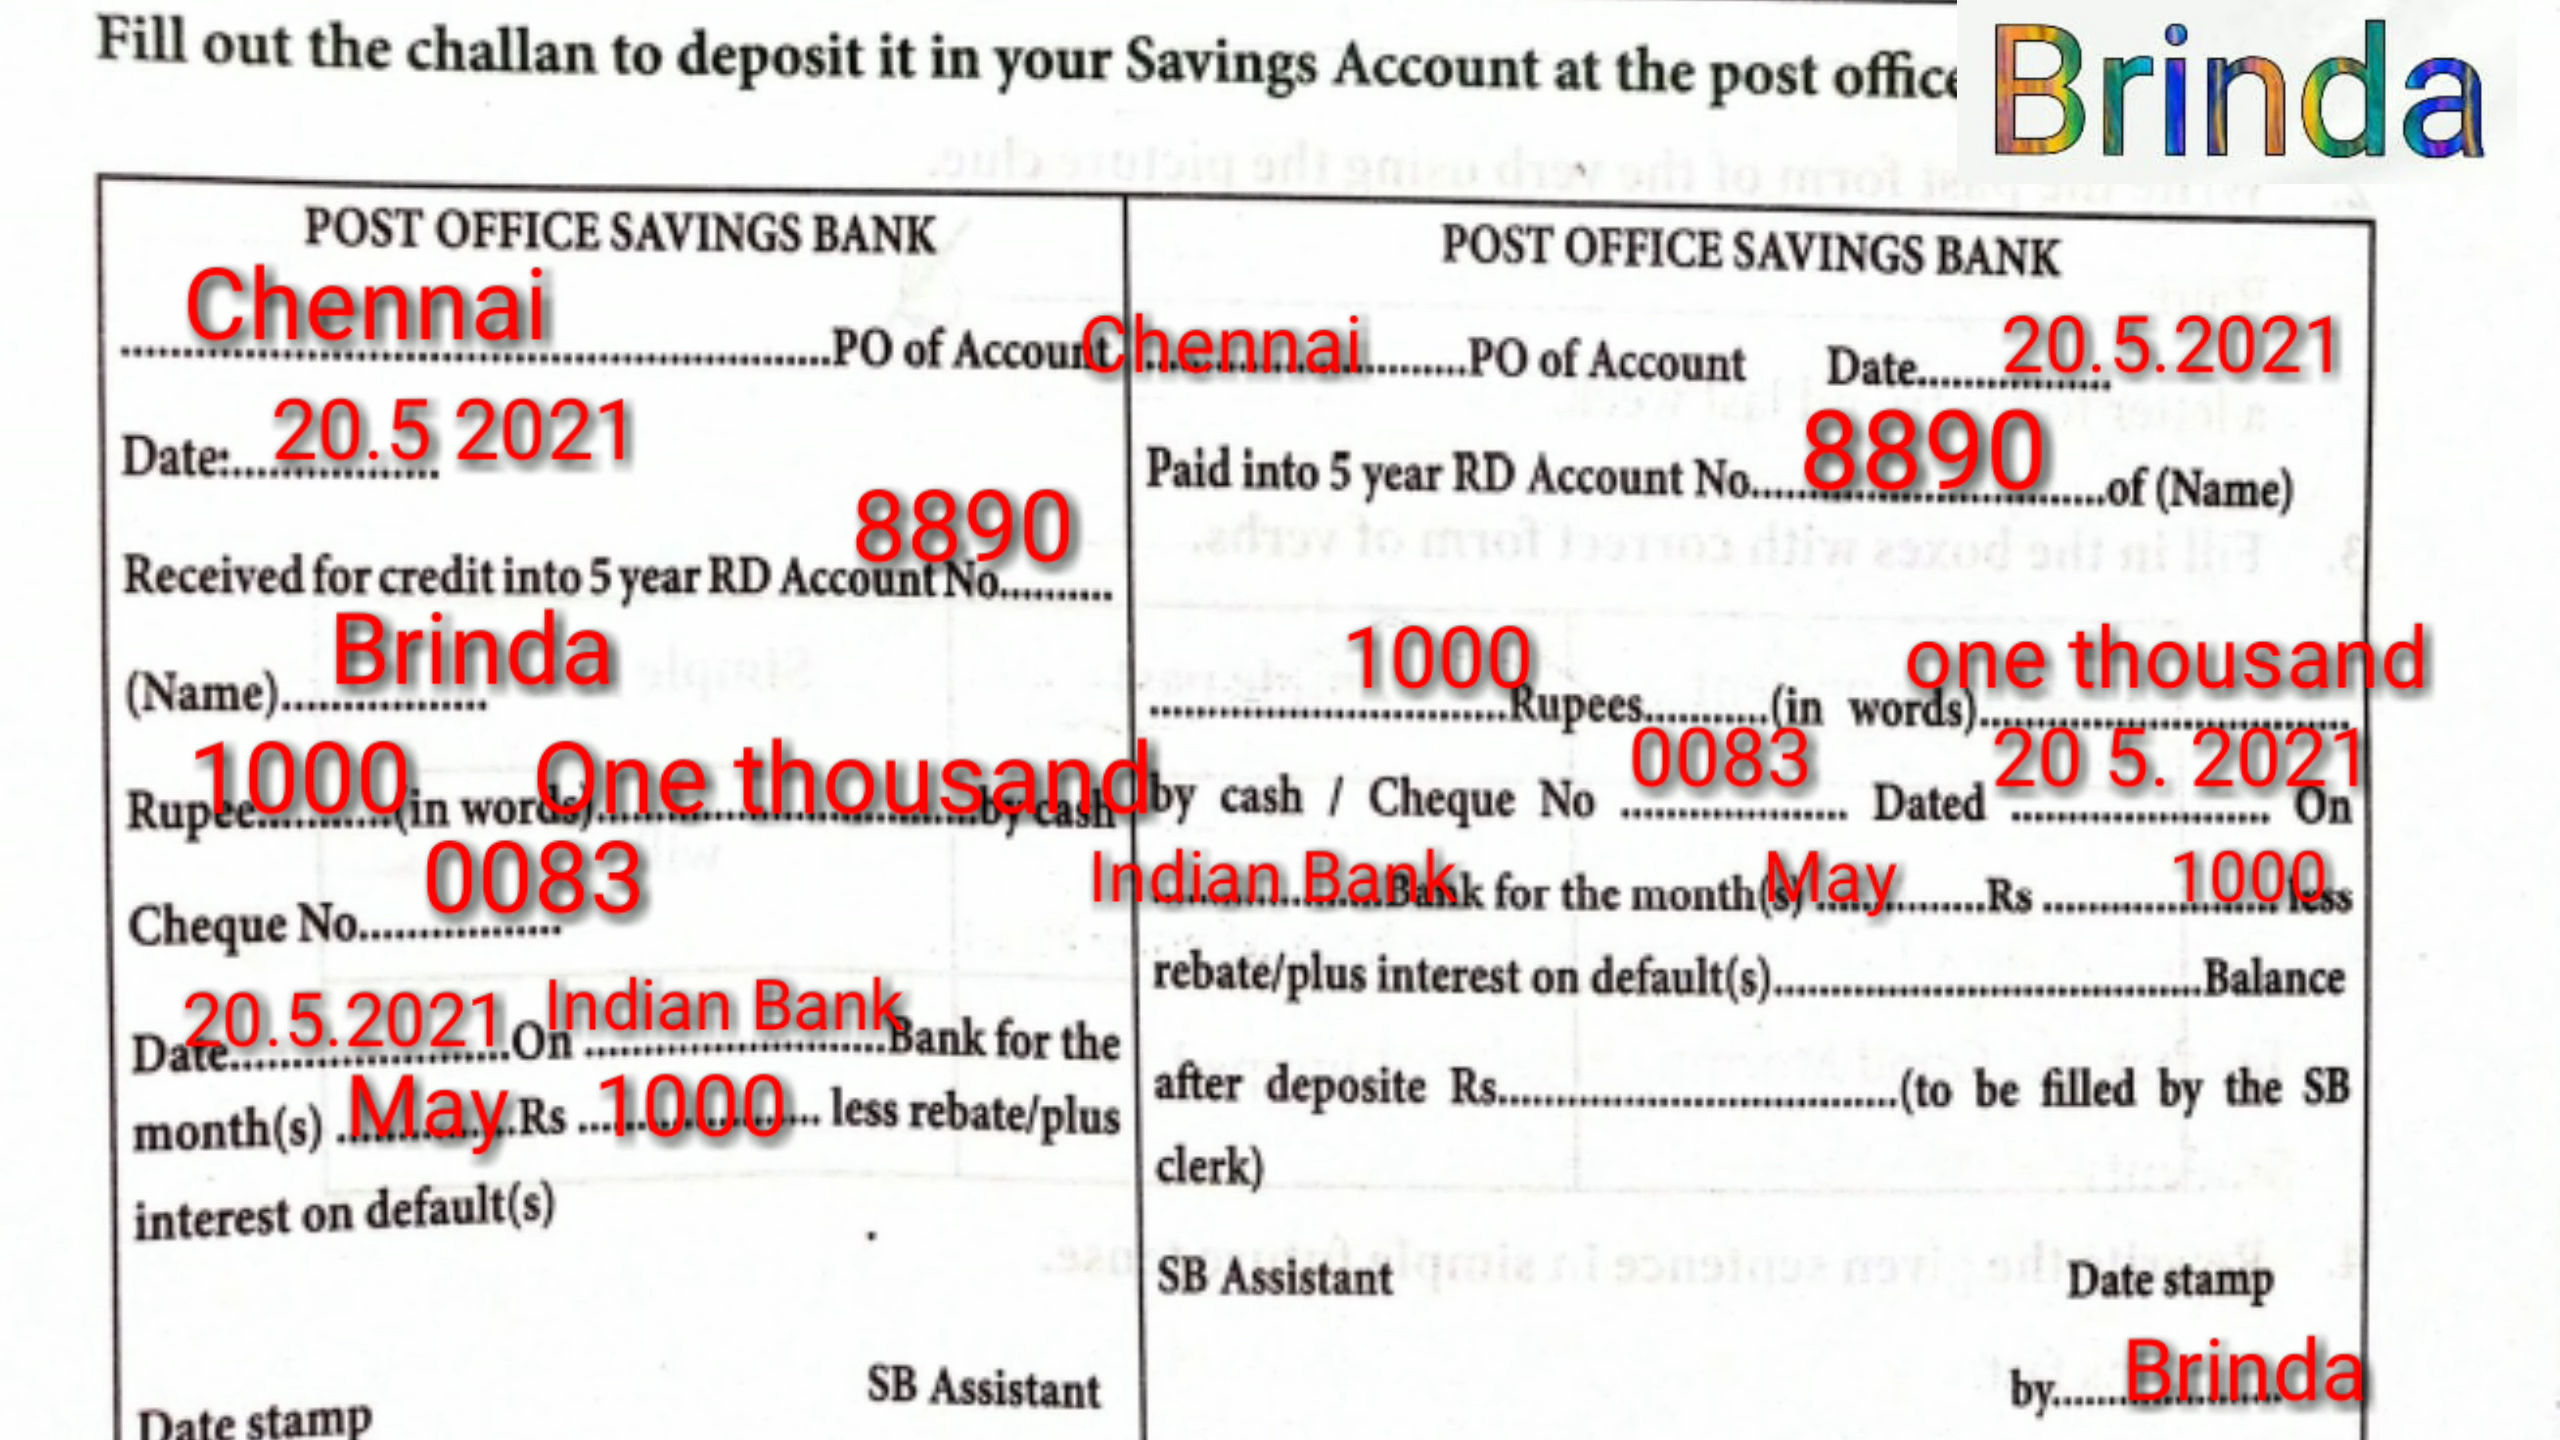 Fill out the challan to deposit it in your Savings Account at the post office
Brinda
POST OFFICE SAVINGS BANK
Chennai
..........PO of Account
Date:.......... 20.5 2021
8890
Received for credit into 5 year RD Account No..........
(Name).......... Brinda
Rupee.......... 1000 (in words).......... One thousand by cash
Cheque No.......... 0083
Date.......... 20.5.2021 On .......... Indian Bank Bank for the
month(s) .......... May Rs .......... 1000 less rebate/plus
interest on default(s)
SB Assistant
Date stamp
POST OFFICE SAVINGS BANK
Chennai ..........PO of Account Date.......... 20.5.2021
Paid into 5 year RD Account No.......... 8890 of (Name)
1000 one thousand
..........Rupees..........(in words)..........
by cash / Cheque No .......... 0083 Dated .......... 20 5. 2021 On
Indian Bank ..........Bank for the month(s) .......... May Rs .......... 1000 less
rebate/plus interest on default(s)..........Balance
after deposite Rs..........(to be filled by the SB
clerk)
SB Assistant Date stamp
by.......... Brinda